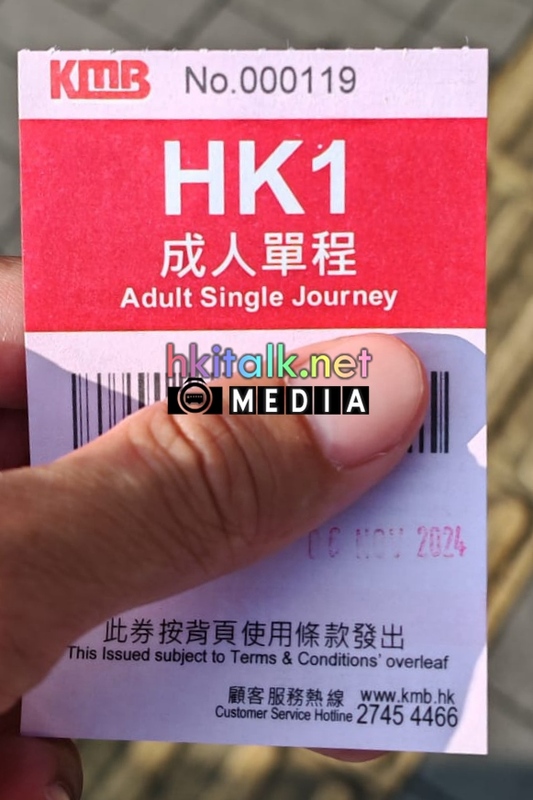 KMB No.000119
HK1
成人單程
Adult Single Journey
hkitalk.net
MEDIA
06 NOV 2024
此券按背頁使用條款發出
This Issued subject to Terms & Conditions' overleaf
顧客服務熱線 www.kmb.hk
Customer Service Hotline 2745 4466